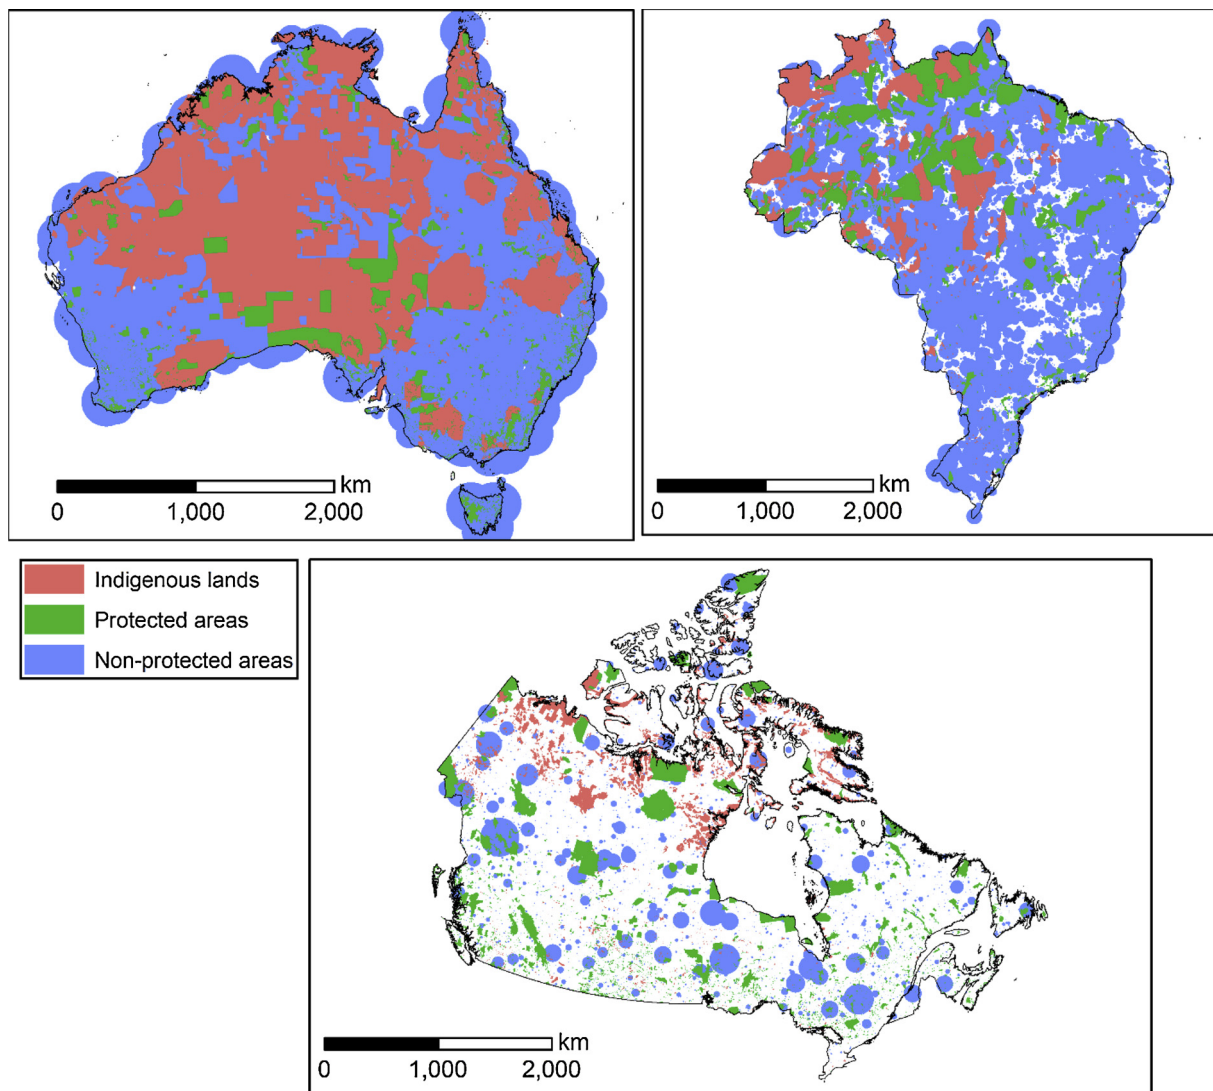 km
0 1,000 2,000
km
0 1,000 2,000
Indigenous lands
Protected areas
Non-protected areas
km
0 1,000 2,000